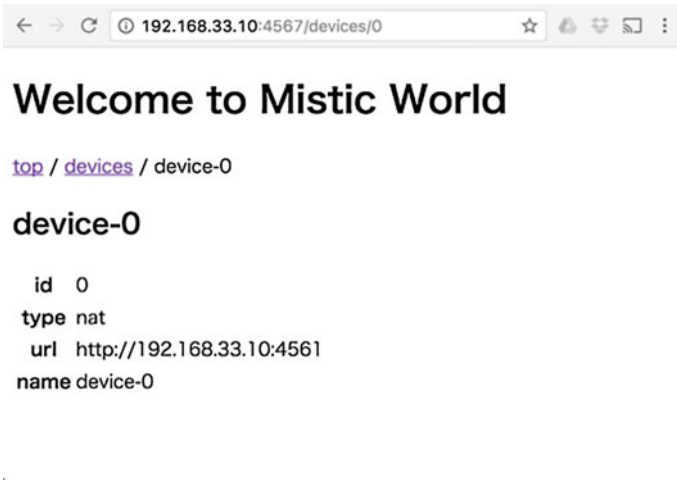 192.168.33.10:4567/devices/0
Welcome to Mistic World
top / devices / device-0
device-0
id 0
type nat
url http://192.168.33.10:4561
name device-0